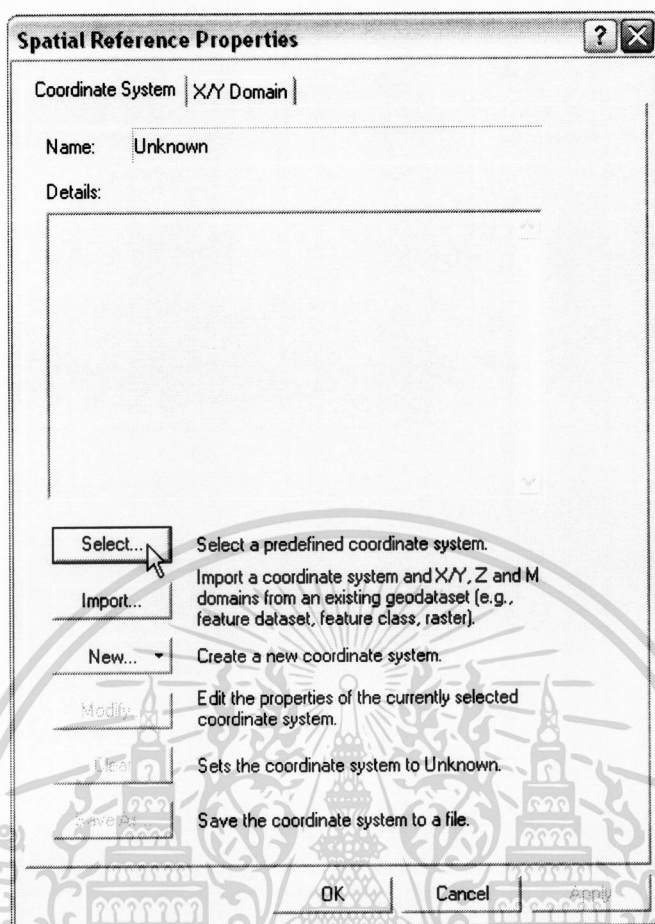 Spatial Reference Properties
Coordinate System X/Y Domain
Name: Unknown
Details:
Select... Select a predefined coordinate system.
Import... Import a coordinate system and X/Y, Z and M
domains from an existing geodataset (e.g.,
feature dataset, feature class, raster).
New... Create a new coordinate system.
Modify... Edit the properties of the currently selected
coordinate system.
Clear Sets the coordinate system to Unknown.
Save As... Save the coordinate system to a file.
OK Cancel Apply